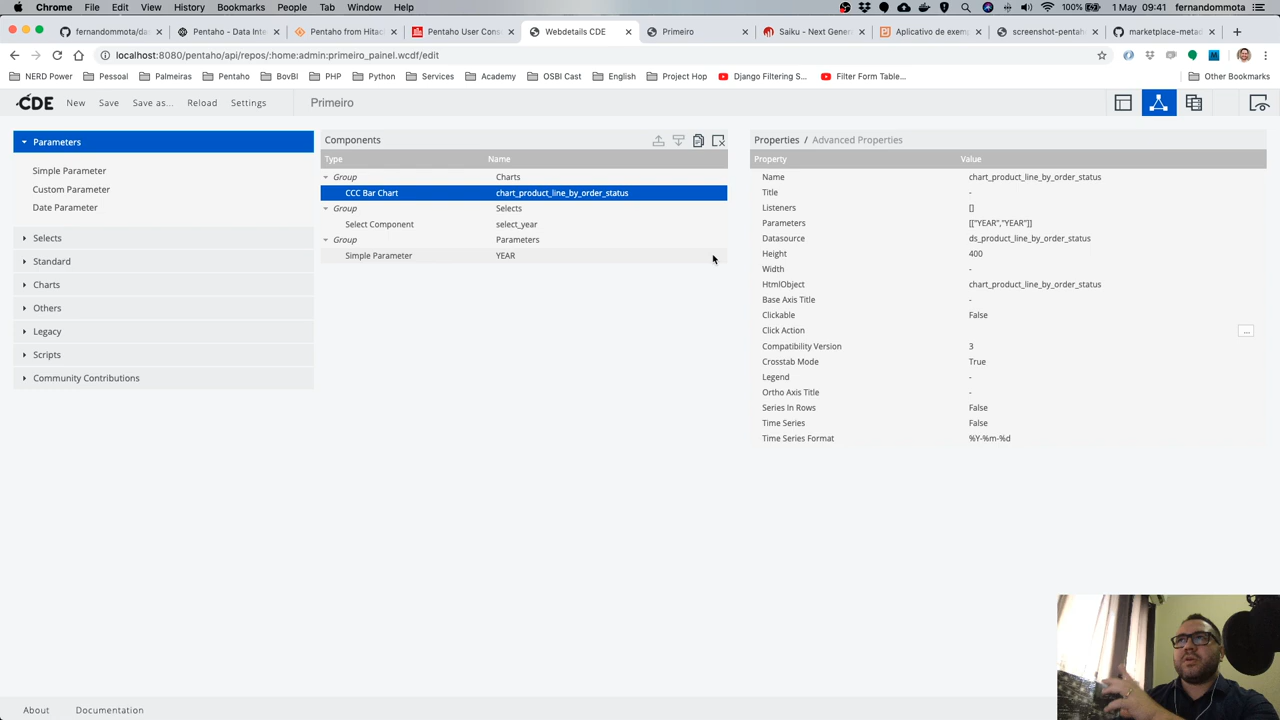 Chrome File Edit View History Bookmarks People Tab Window Help 100% 1 May 09:41 fernandommota
fernandommota/da Pentaho - Data Inte Pentaho from Hitac Pentaho User Cons Webdetails CDE Primeiro Saiku - Next Gener Aplicativo de exem screenshot-pentah marketplace-metad
localhost:8080/pentaho/api/repos/:home:admin:primeiro_painel.wcdf/edit
NERD Power Pessoal Palmeiras Pentaho BovBI PHP Python Services Academy OSBI Cast English Project Hop Django Filtering S... Filter Form Table... Other Bookmarks
CDE New Save Save as... Reload Settings Primeiro
Parameters
Simple Parameter
Custom Parameter
Date Parameter
Selects
Standard
Charts
Others
Legacy
Scripts
Community Contributions
Components
Type Name
Group Charts
CCC Bar Chart chart_product_line_by_order_status
Group Selects
Select Component select_year
Group Parameters
Simple Parameter YEAR
Properties / Advanced Properties
Property Value
Name chart_product_line_by_order_status
Title -
Listeners []
Parameters [["YEAR","YEAR"]]
Datasource ds_product_line_by_order_status
Height 400
Width -
HtmlObject chart_product_line_by_order_status
Base Axis Title -
Clickable False
Click Action ...
Compatibility Version 3
Crosstab Mode True
Legend -
Ortho Axis Title -
Series In Rows False
Time Series False
Time Series Format %Y-%m-%d
About Documentation